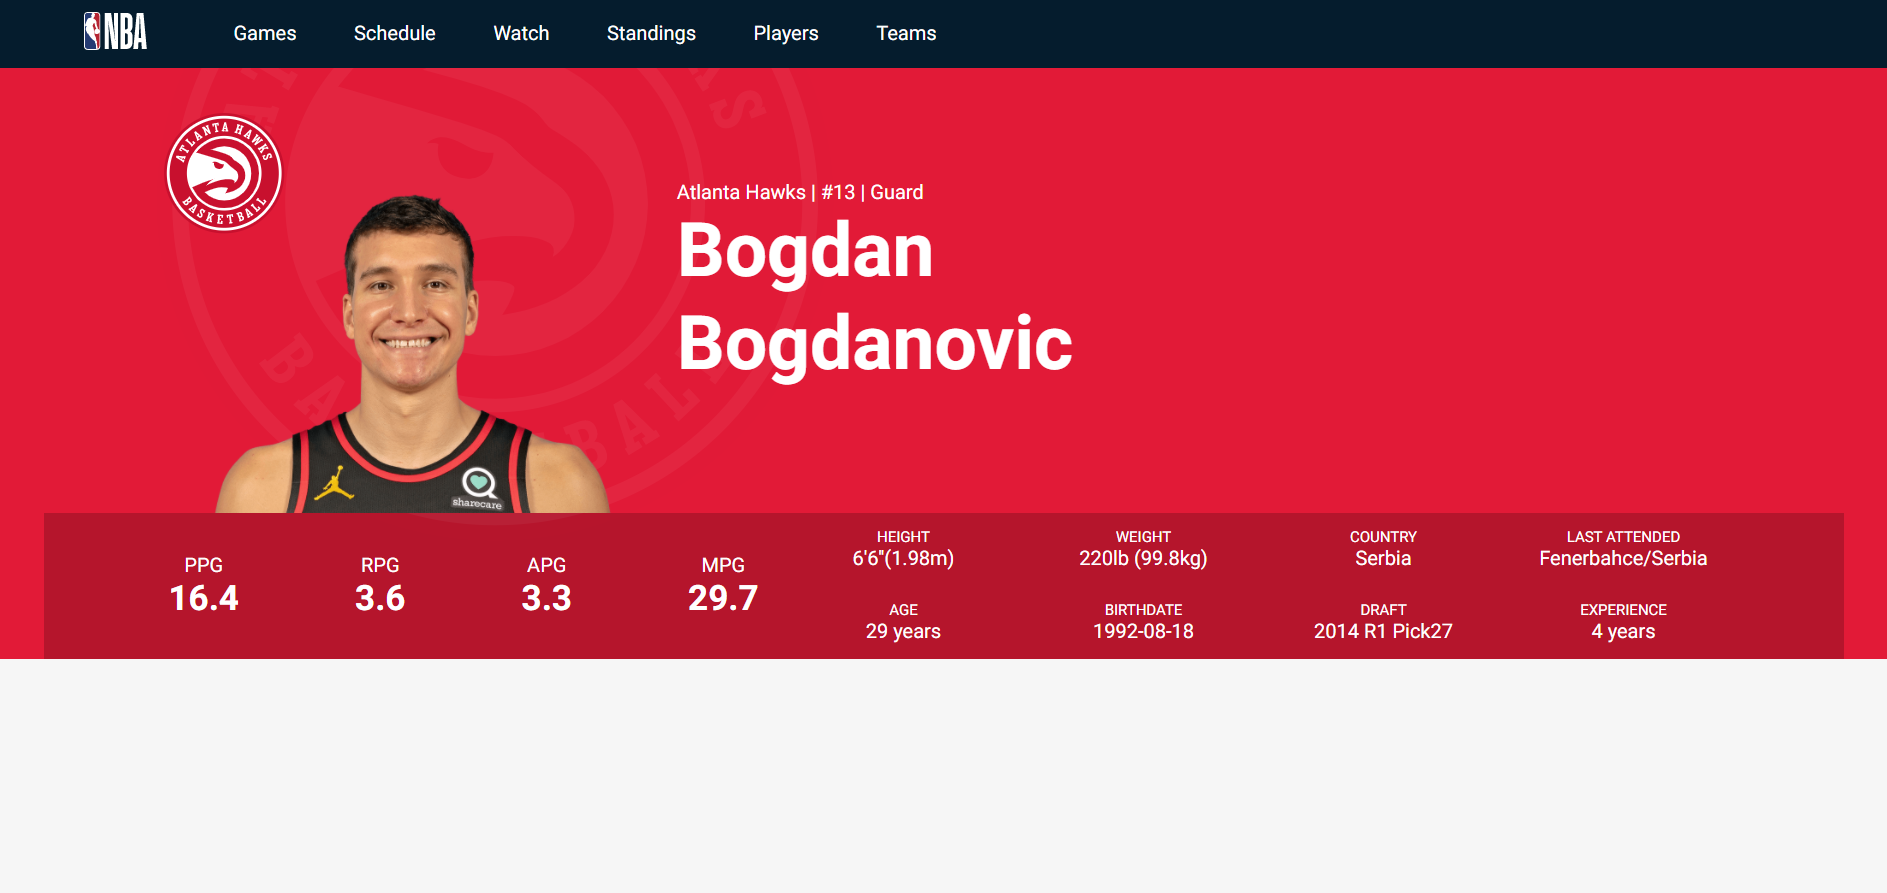 NBA
Games
Schedule
Watch
Standings
Players
Teams
ATLANTA HAWKS
BASKETBALL
Atlanta Hawks | #13 | Guard
Bogdan
Bogdanovic
sharecare
PPG
16.4
RPG
3.6
APG
3.3
MPG
29.7
HEIGHT
6'6"(1.98m)
WEIGHT
220lb (99.8kg)
COUNTRY
Serbia
LAST ATTENDED
Fenerbahce/Serbia
AGE
29 years
BIRTHDATE
1992-08-18
DRAFT
2014 R1 Pick27
EXPERIENCE
4 years